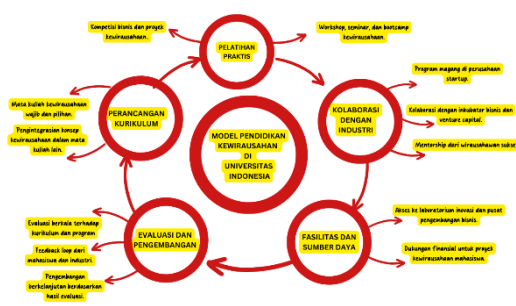 Kompetisi bisnis dan proyek
kewirausahaan.
PELATIHAN
PRAKTIS
Workshop, seminar, dan bootcamp
kewirausahaan.
PERANCANGAN
KURIKULUM
Mata kuliah kewirausahaan
wajib dan pilihan.
Pengintegrasian konsep
kewirausahaan dalam mata
kuliah lain.
MODEL PENDIDIKAN
KEWIRAUSAHAN
DI
UNIVERSITAS
INDONESIA
KOLABORASI
DENGAN
INDUSTRI
Program magang di perusahaan
startup.
Kolaborasi dengan inkubator bisnis dan
venture capital.
Mentorship dari wirausahawan sukses
EVALUASI DAN
PENGEMBANGAN
Evaluasi berkala terhadap
kurikulum dan program
Feedback loop dari
mahasiswa dan industri.
Pengembangan
berkelanjutan berdasarkan
hasil evaluasi.
FASILITAS DAN
SUMBER DAYA
Akses ke laboratorium inovasi dan pusat
pengembangan bisnis.
Dukungan finansial untuk proyek
kewirausahaan mahasiswa.